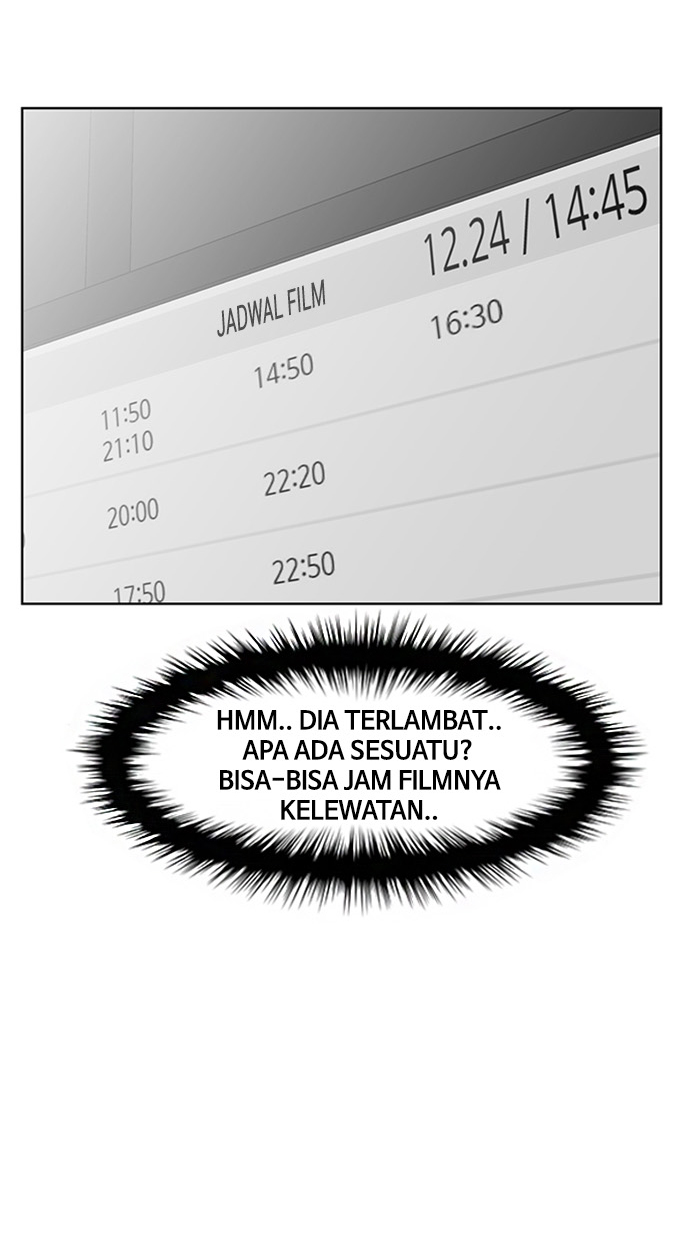 12.24 / 14:45
JADWAL FILM
11:50 14:50 16:30
21:10
20:00 22:20
17:50 22:50
HMM.. DIA TERLAMBAT..
APA ADA SESUATU?
BISA-BISA JAM FILMNYA
KELEWATAN..